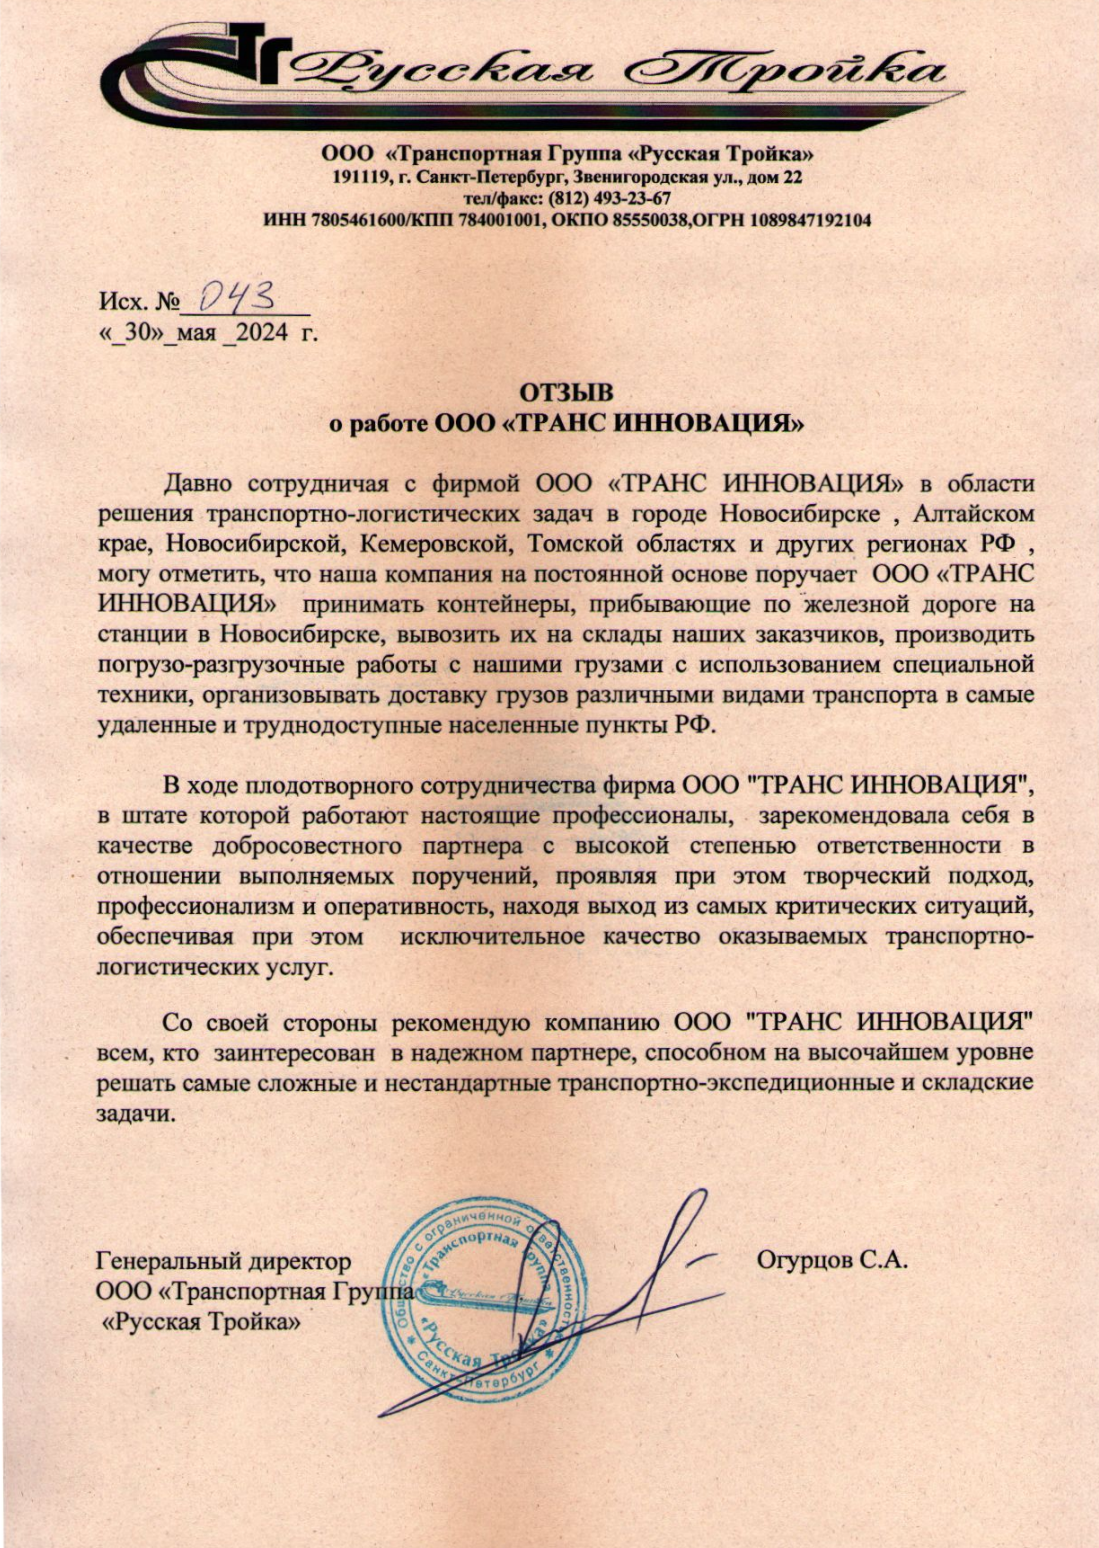 ТГ Русская Тройка
ООО «Транспортная Группа «Русская Тройка»
191119, г. Санкт-Петербург, Звенигородская ул., дом 22
тел/факс: (812) 493-23-67
ИНН 7805461600/КПП 784001001, ОКПО 85550038,ОГРН 1089847192104
Исх. № 043
«_30»_мая _2024 г.
ОТЗЫВ
о работе ООО «ТРАНС ИННОВАЦИЯ»
Давно сотрудничая с фирмой ООО «ТРАНС ИННОВАЦИЯ» в области
решения транспортно-логистических задач в городе Новосибирске , Алтайском
крае, Новосибирской, Кемеровской, Томской областях и других регионах РФ ,
могу отметить, что наша компания на постоянной основе поручает ООО «ТРАНС
ИННОВАЦИЯ» принимать контейнеры, прибывающие по железной дороге на
станции в Новосибирске, вывозить их на склады наших заказчиков, производить
погрузо-разгрузочные работы с нашими грузами с использованием специальной
техники, организовывать доставку грузов различными видами транспорта в самые
удаленные и труднодоступные населенные пункты РФ.
В ходе плодотворного сотрудничества фирма ООО "ТРАНС ИННОВАЦИЯ",
в штате которой работают настоящие профессионалы, зарекомендовала себя в
качестве добросовестного партнера с высокой степенью ответственности в
отношении выполняемых поручений, проявляя при этом творческий подход,
профессионализм и оперативность, находя выход из самых критических ситуаций,
обеспечивая при этом исключительное качество оказываемых транспортно-
логистических услуг.
Со своей стороны рекомендую компанию ООО "ТРАНС ИННОВАЦИЯ"
всем, кто заинтересован в надежном партнере, способном на высочайшем уровне
решать самые сложные и нестандартные транспортно-экспедиционные и складские
задачи.
Генеральный директор
ООО «Транспортная Группа
«Русская Тройка»
Огурцов С.А.
Общество с ограниченной ответственностью
«Транспортная группа
Русская Тройка
«Русская Тройка»
* Санкт-Петербург *